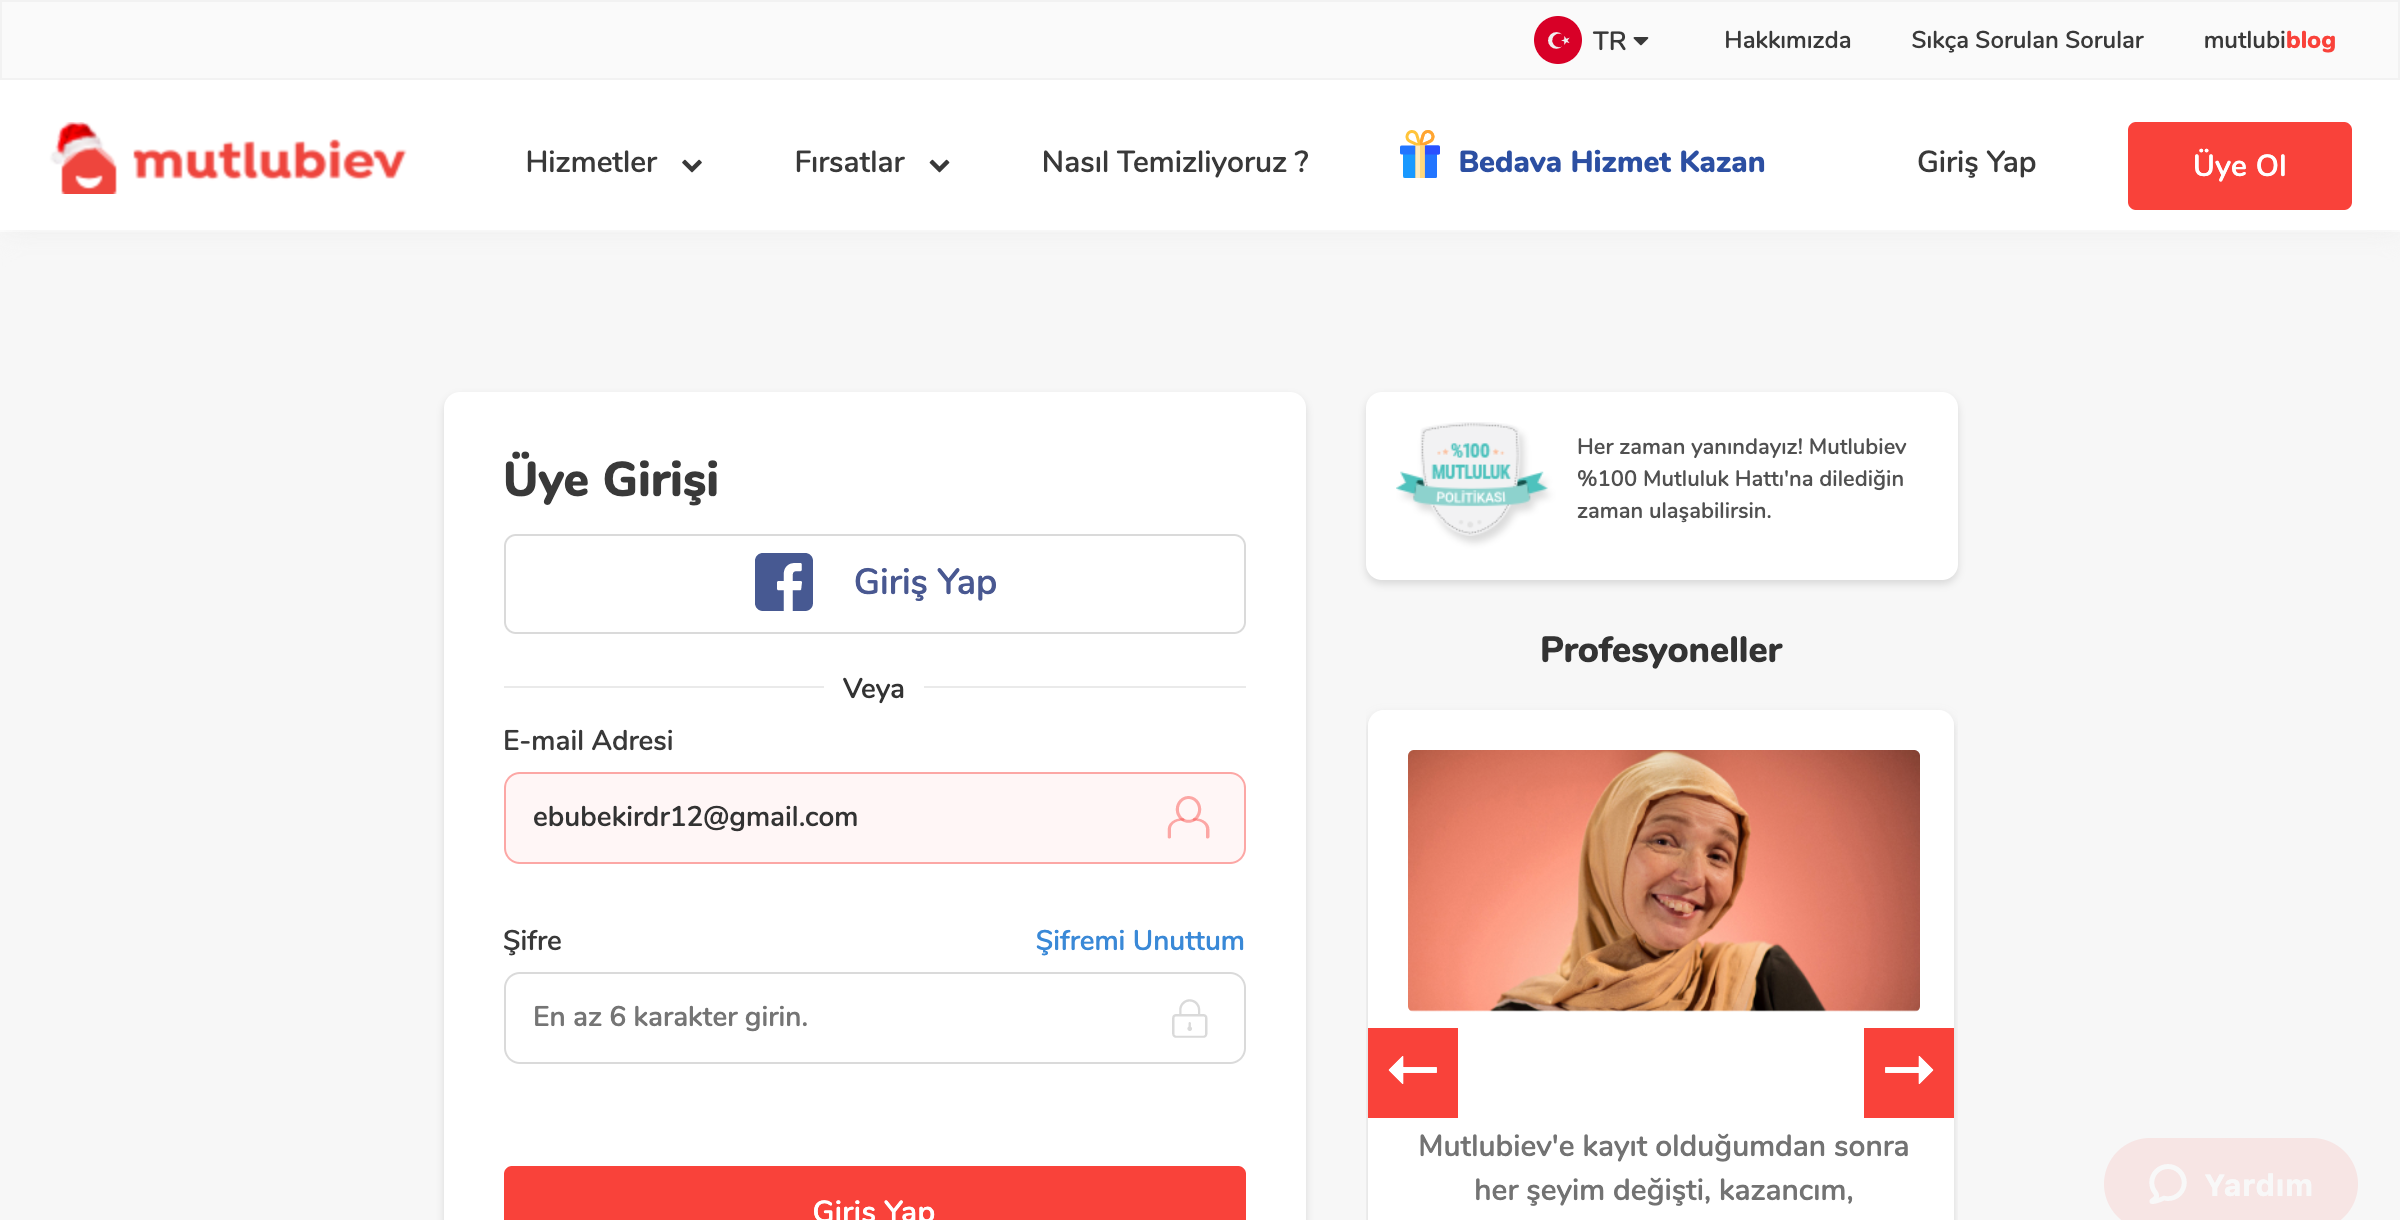 TR
Hakkımızda
Sıkça Sorulan Sorular
mutlubiblog
mutlubiev
Hizmetler
Fırsatlar
Nasıl Temizliyoruz ?
Bedava Hizmet Kazan
Giriş Yap
Üye Ol
Üye Girişi
Giriş Yap
Veya
E-mail Adresi
ebubekirdr12@gmail.com
Şifre
Şifremi Unuttum
En az 6 karakter girin.
Giriş Yap
%100
MUTLULUK
POLİTİKASI
Her zaman yanındayız! Mutlubiev
%100 Mutluluk Hattı'na dilediğin
zaman ulaşabilirsin.
Profesyoneller
Mutlubiev'e kayıt olduğumdan sonra
her şeyim değişti, kazancım,
Yardım